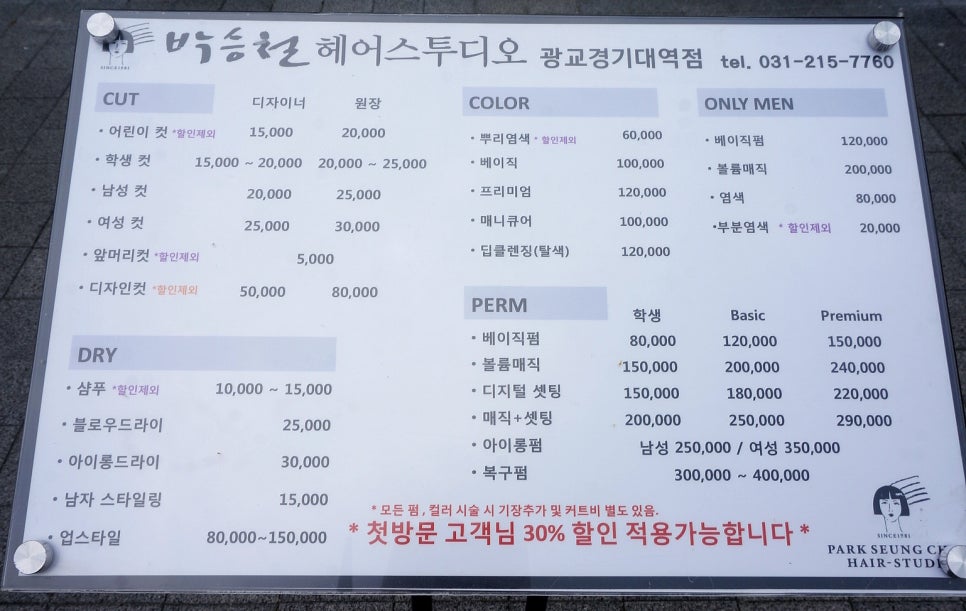 박승철 헤어스투디오 광교경기대역점 tel. 031-215-7760
SINCE1981
CUT 디자이너 원장
• 어린이 컷 *할인제외 15,000 20,000
• 학생 컷 15,000 ~ 20,000 20,000 ~ 25,000
• 남성 컷 20,000 25,000
• 여성 컷 25,000 30,000
• 앞머리컷 *할인제외 5,000
• 디자인컷 *할인제외 50,000 80,000
DRY
• 샴푸 *할인제외 10,000 ~ 15,000
• 블로우드라이 25,000
• 아이롱드라이 30,000
• 남자 스타일링 15,000
• 업스타일 80,000~150,000
COLOR
• 뿌리염색 * 할인제외 60,000
• 베이직 100,000
• 프리미엄 120,000
• 매니큐어 100,000
• 딥클렌징(탈색) 120,000
ONLY MEN
• 베이직펌 120,000
• 볼륨매직 200,000
• 염색 80,000
•부분염색 * 할인제외 20,000
PERM 학생 Basic Premium
• 베이직펌 80,000 120,000 150,000
• 볼륨매직 150,000 200,000 240,000
• 디지털 셋팅 150,000 180,000 220,000
• 매직+셋팅 200,000 250,000 290,000
• 아이롱펌 남성 250,000 / 여성 350,000
• 복구펌 300,000 ~ 400,000
* 모든 펌 , 컬러 시술 시 기장추가 및 커트비 별도 있음.
* 첫방문 고객님 30% 할인 적용가능합니다 *
SINCE1981
PARK SEUNG
HAIR-STUDI